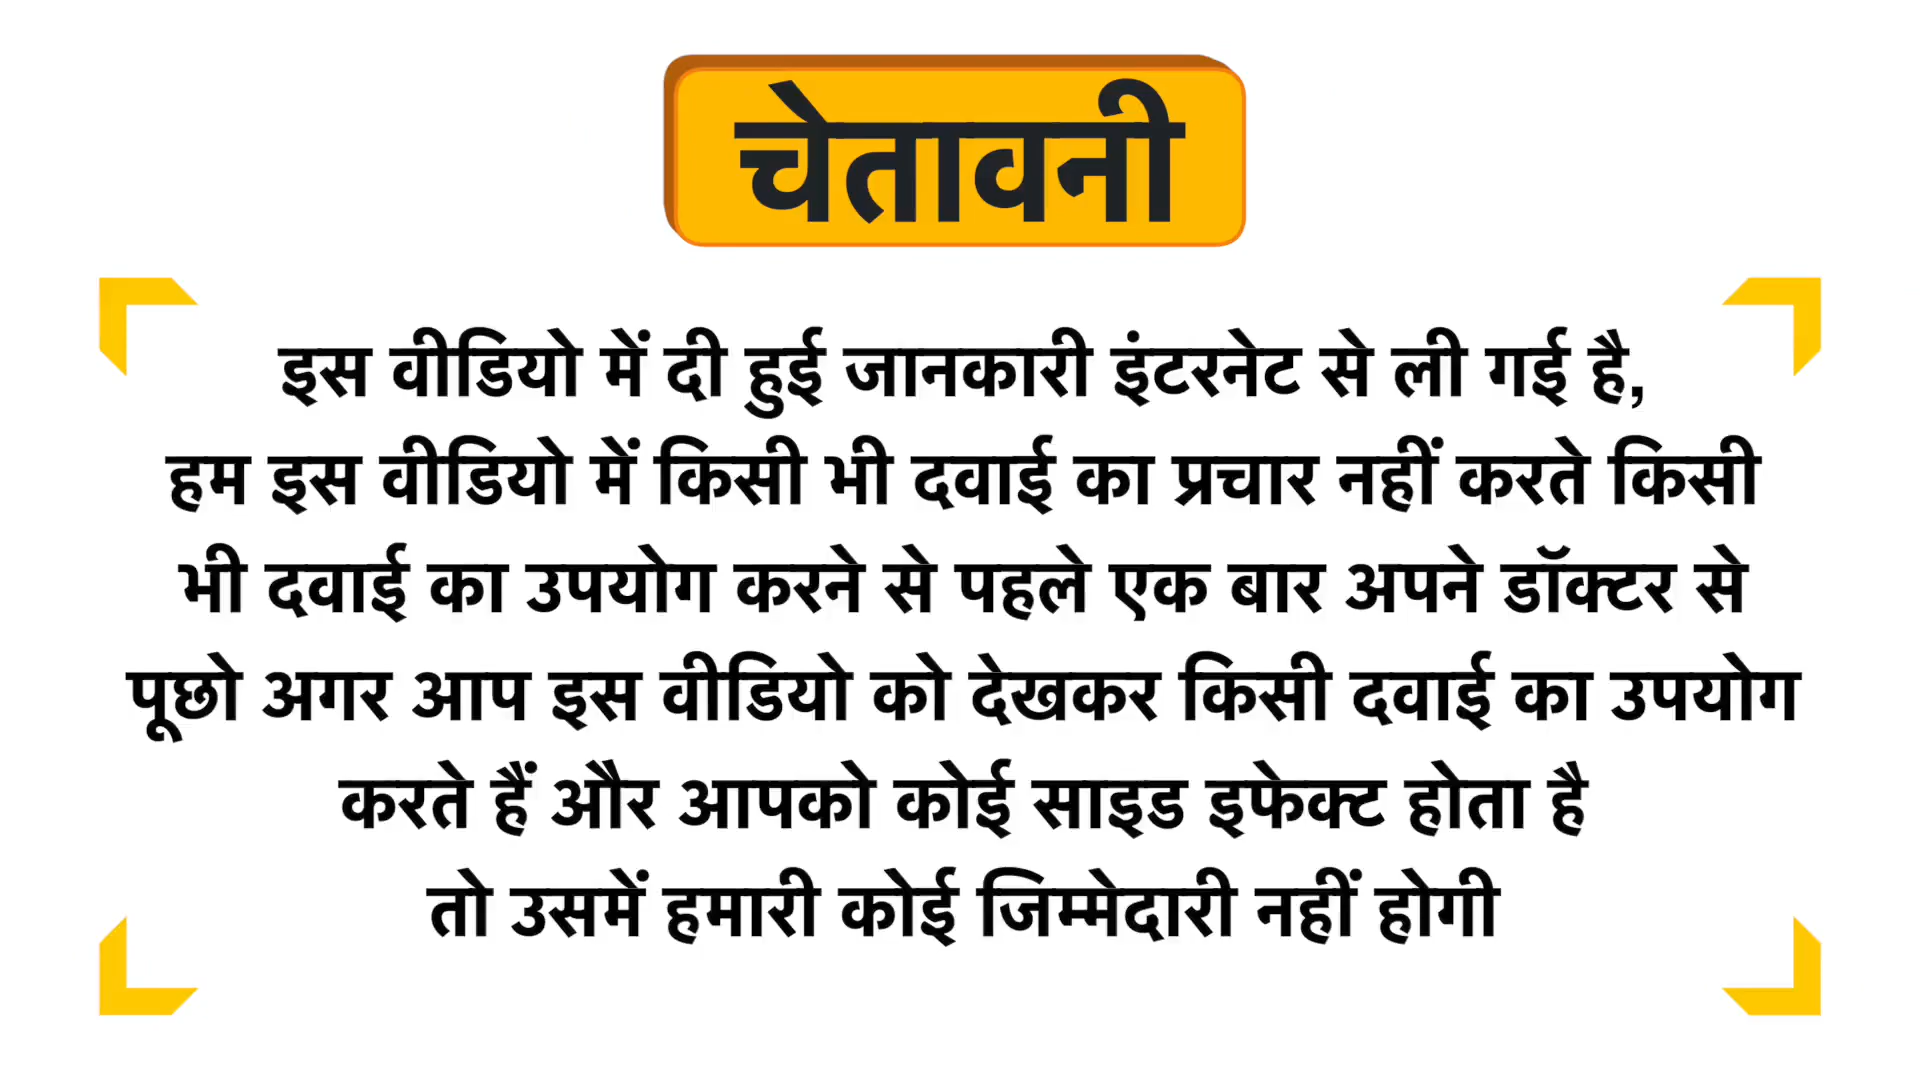 चेतावनी
इस वीडियो में दी हुई जानकारी इंटरनेट से ली गई है,
हम इस वीडियो में किसी भी दवाई का प्रचार नहीं करते किसी
भी दवाई का उपयोग करने से पहले एक बार अपने डॉक्टर से
पूछो अगर आप इस वीडियो को देखकर किसी दवाई का उपयोग
करते हैं और आपको कोई साइड इफेक्ट होता है
तो उसमें हमारी कोई जिम्मेदारी नहीं होगी